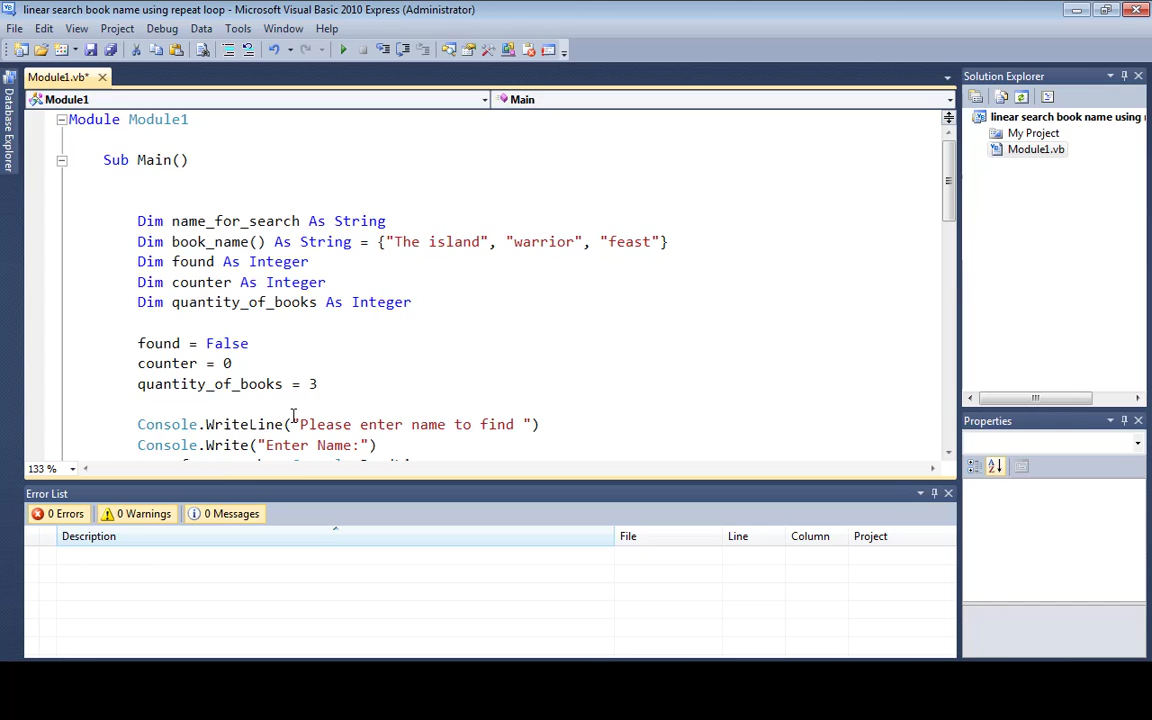 linear search book name using repeat loop - Microsoft Visual Basic 2010 Express (Administrator)
File Edit View Project Debug Data Tools Window Help
Module1.vb*
Solution Explorer
Module1 Main
Database Explorer
linear search book name using r
My Project
Module1.vb
Module Module1
Sub Main()
Dim name_for_search As String
Dim book_name() As String = {"The island", "warrior", "feast"}
Dim found As Integer
Dim counter As Integer
Dim quantity_of_books As Integer
found = False
counter = 0
quantity_of_books = 3
Console.WriteLine("Please enter name to find ")
Console.Write("Enter Name:")
133 %
Properties
Error List
0 Errors 0 Warnings 0 Messages
Description File Line Column Project